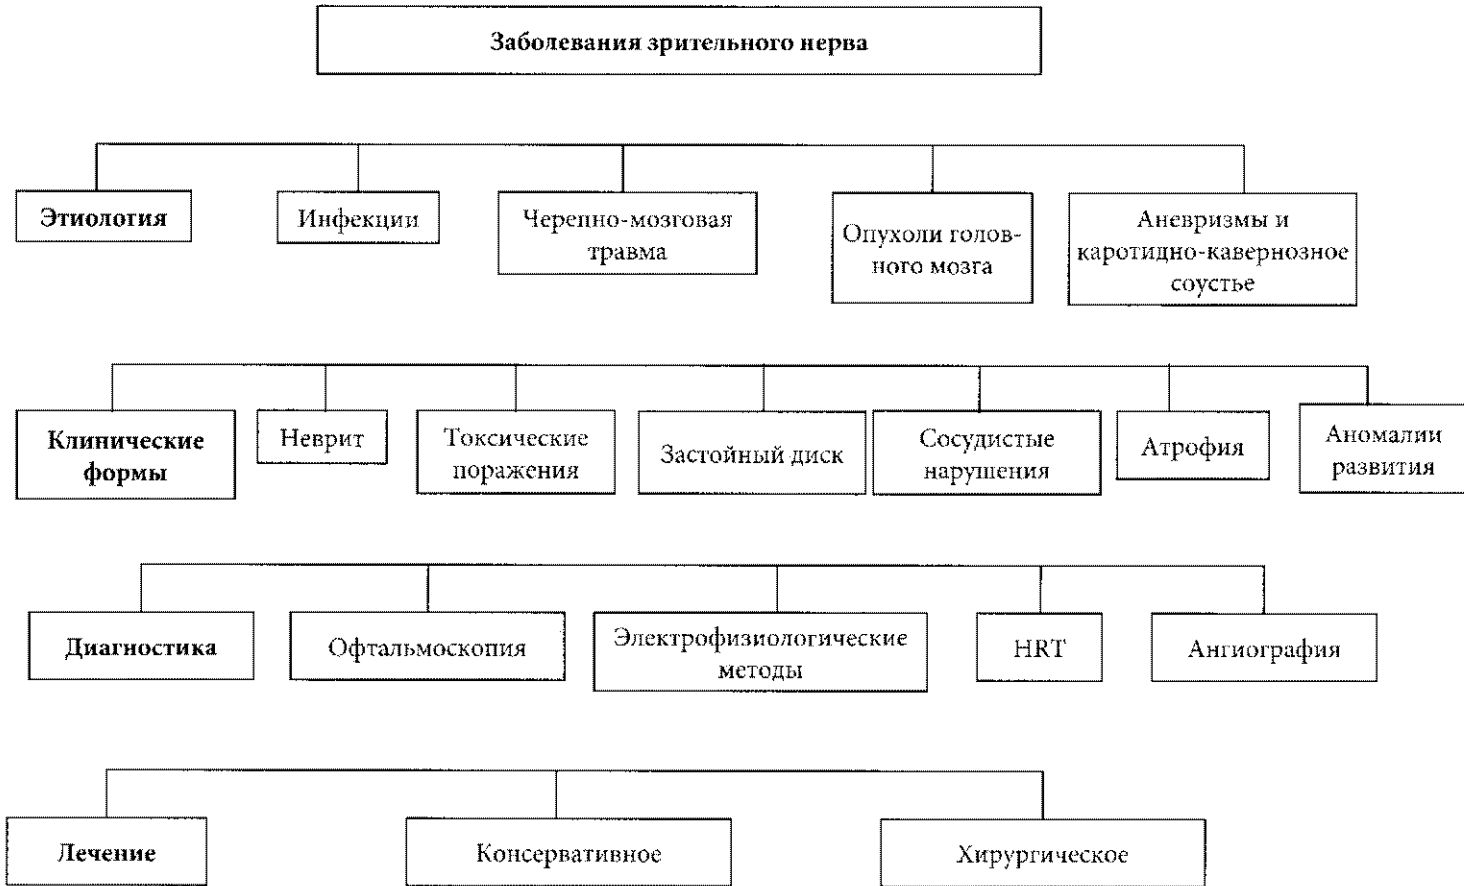 Заболевания зрительного нерва
Этиология
Инфекции
Черепно-мозговая
травма
Опухоли голов-
ного мозга
Аневризмы и
каротидно-кавернозное
соустье
Клинические
формы
Неврит
Токсические
поражения
Застойный диск
Сосудистые
нарушения
Атрофия
Аномалии
развития
Диагностика
Офтальмоскопия
Электрофизиологические
методы
HRT
Ангиография
Лечение
Консервативное
Хирургическое